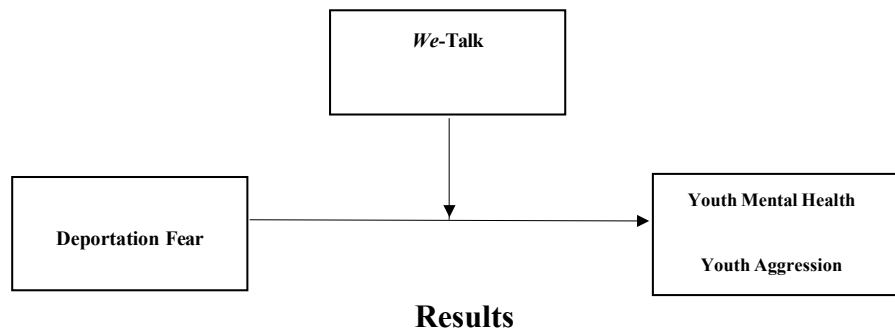 We-Talk
Deportation Fear
Youth Mental Health
Youth Aggression
Results